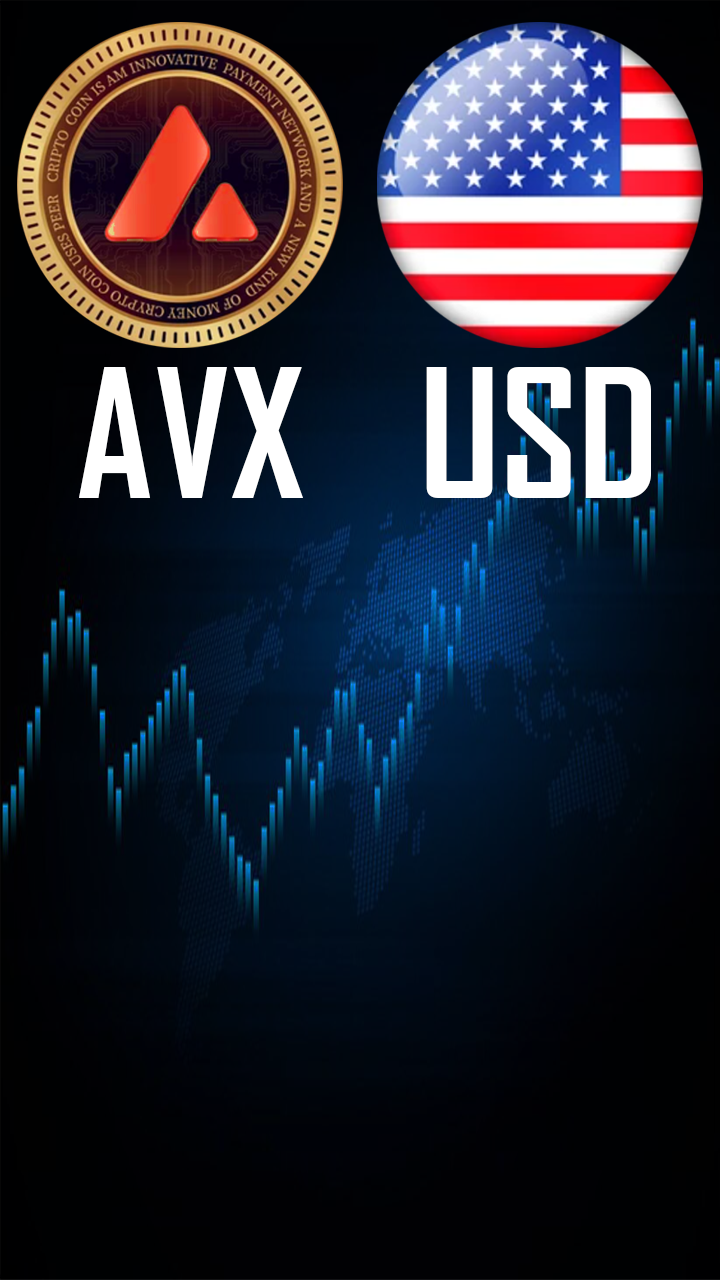 CRIPTO COIN IS AM INNOVATIVE PAYMENT NETWORK AND A NEW KIND OF MONEY CRYPTO COIN USES PEER
AVX
USD